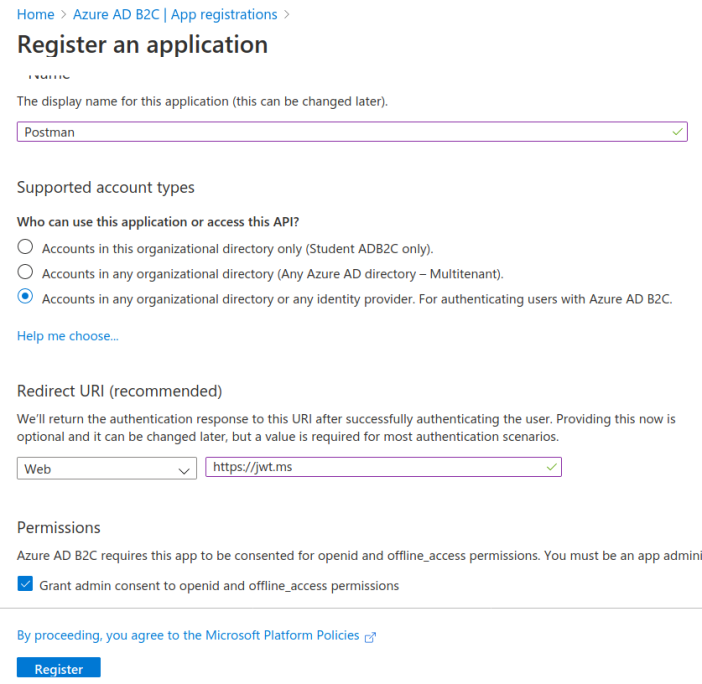 Home > Azure AD B2C | App registrations >
Register an application
Name
The display name for this application (this can be changed later).
Postman
Supported account types
Who can use this application or access this API?
Accounts in this organizational directory only (Student ADB2C only).
Accounts in any organizational directory (Any Azure AD directory – Multitenant).
Accounts in any organizational directory or any identity provider. For authenticating users with Azure AD B2C.
Help me choose...
Redirect URI (recommended)
We'll return the authentication response to this URI after successfully authenticating the user. Providing this now is
optional and it can be changed later, but a value is required for most authentication scenarios.
Web
https://jwt.ms
Permissions
Azure AD B2C requires this app to be consented for openid and offline_access permissions. You must be an app admini
Grant admin consent to openid and offline_access permissions
By proceeding, you agree to the Microsoft Platform Policies
Register